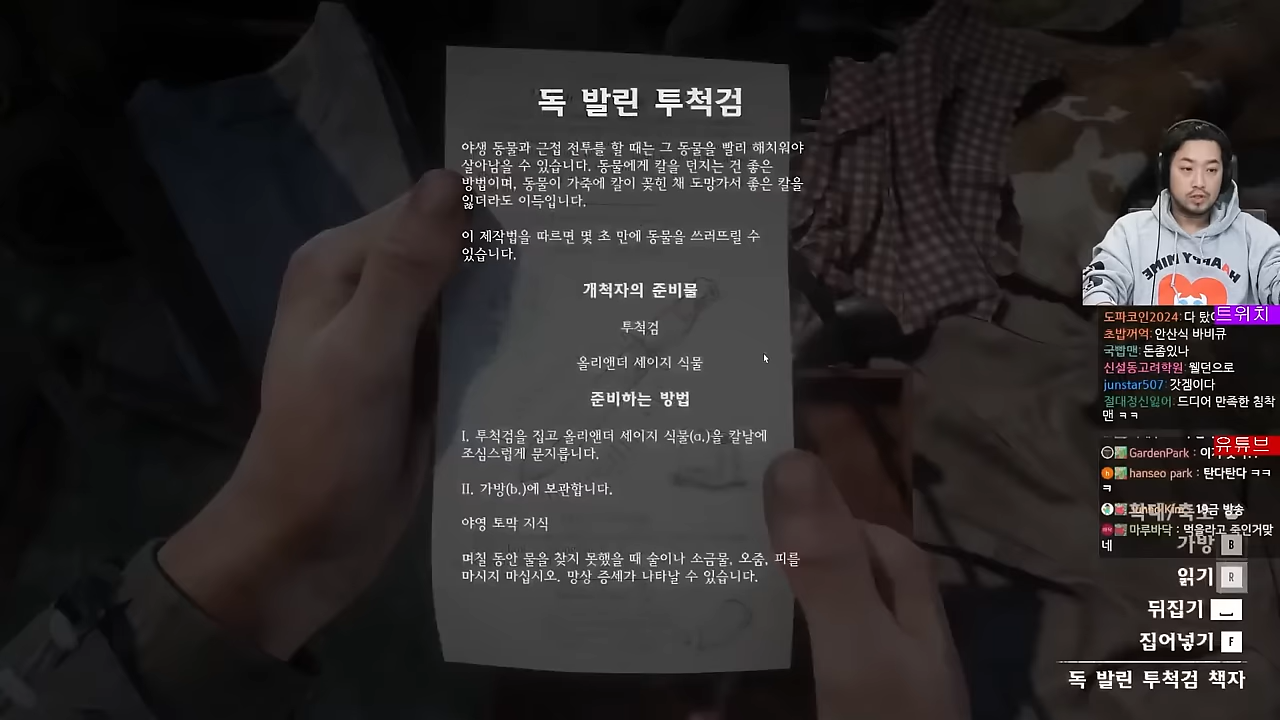 독 발린 투척검
야생 동물과 근접 전투를 할 때는 그 동물을 빨리 해치워야
살아남을 수 있습니다. 동물에게 칼을 던지는 건 좋은
방법이며, 동물이 가죽에 칼이 꽂힌 채 도망가서 좋은 칼을
잃더라도 이득입니다.
이 제작법을 따르면 몇 초 만에 동물을 쓰러뜨릴 수
있습니다.
개척자의 준비물
투척검
올리앤더 세이지 식물
준비하는 방법
I. 투척검을 집고 올리앤더 세이지 식물(a.)을 칼날에
조심스럽게 문지릅니다.
II. 가방(b.)에 보관합니다.
야영 토막 지식
며칠 동안 물을 찾지 못했을 때 술이나 소금물, 오줌, 피를
마시지 마십시오. 망상 증세가 나타날 수 있습니다.
HAAPPY MIME
도파코인2024: 다 탔
트위치
초밥꺼억: 안산식 바비큐
국빱맨: 돈좀있나
신설동고려학원: 웰던으로
junstar507: 갓겜이다
절대정신잃어: 드디어 만족한 침착
맨 ㅋㅋ
유튜브
GardenPark :
hanseo park : 탄다탄다 ㅋㅋ
ㅋ
19금 방송
마루바닥 : 먹을라고 죽인거맞
네
가방 B
읽기 R
뒤집기
집어넣기 F
독 발린 투척검 책자